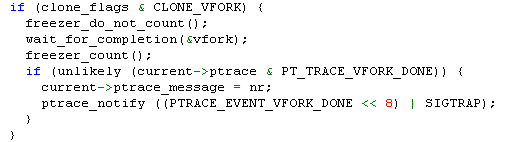 if (clone_flags & CLONE_VFORK) {
  freezer_do_not_count();
  wait_for_completion(&vfork);
  freezer_count();
  if (unlikely (current->ptrace & PT_TRACE_VFORK_DONE)) {
    current->ptrace_message = nr;
    ptrace_notify ((PTRACE_EVENT_VFORK_DONE << 8) | SIGTRAP);
  }
}